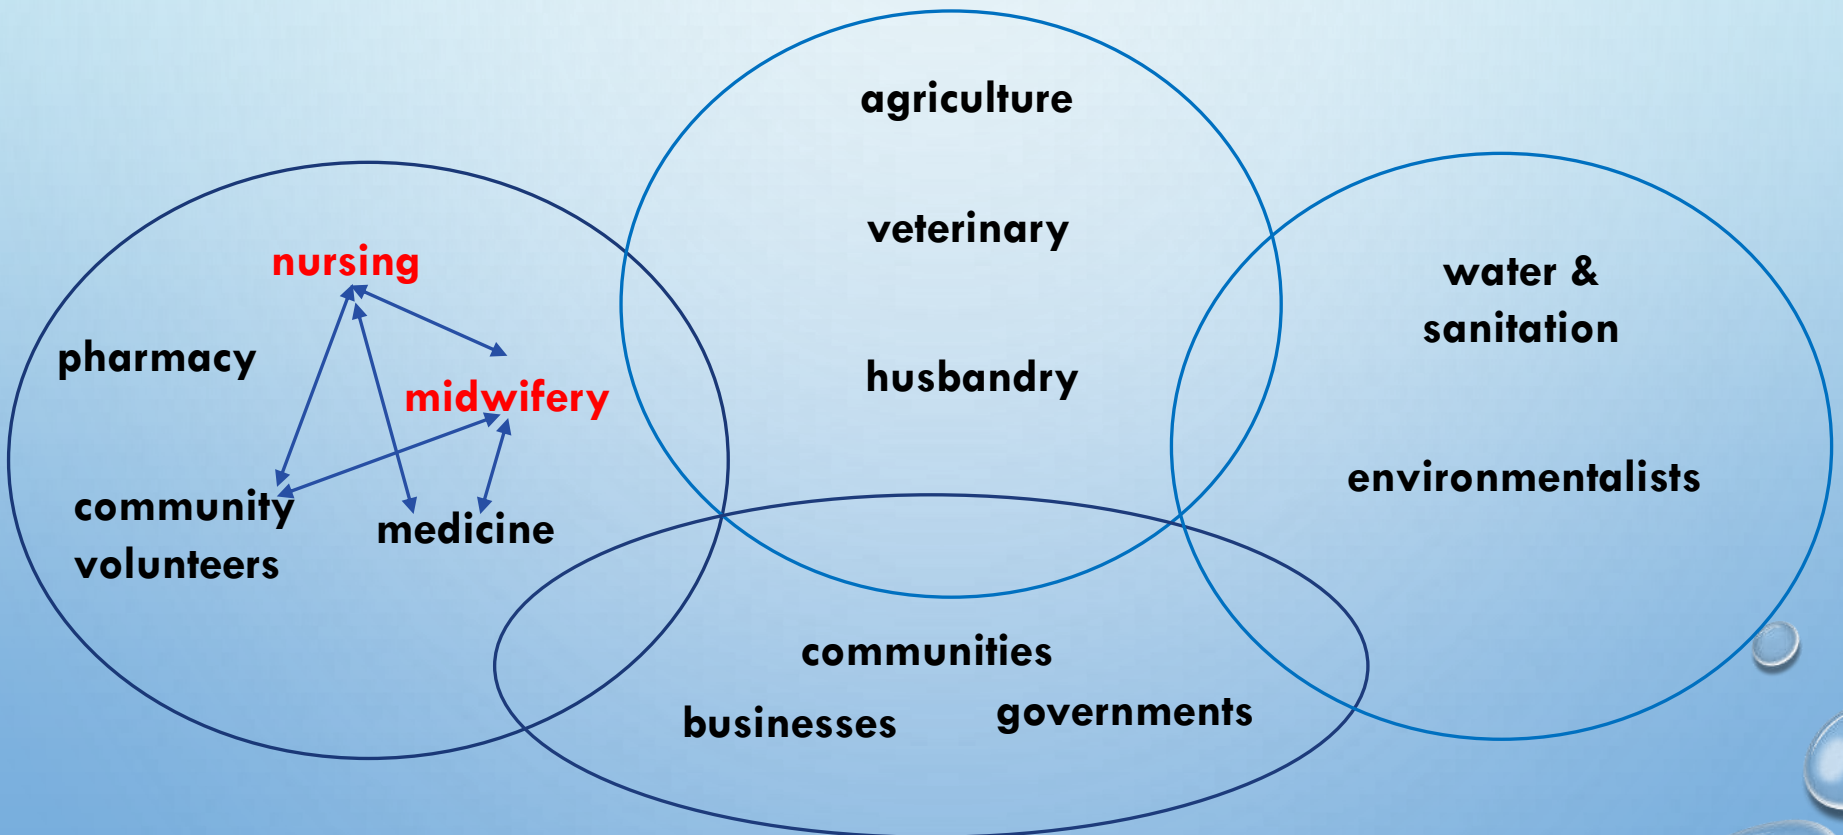 agriculture
veterinary
husbandry
nursing
pharmacy
midwifery
community
volunteers
medicine
water &
sanitation
environmentalists
communities
businesses
governments